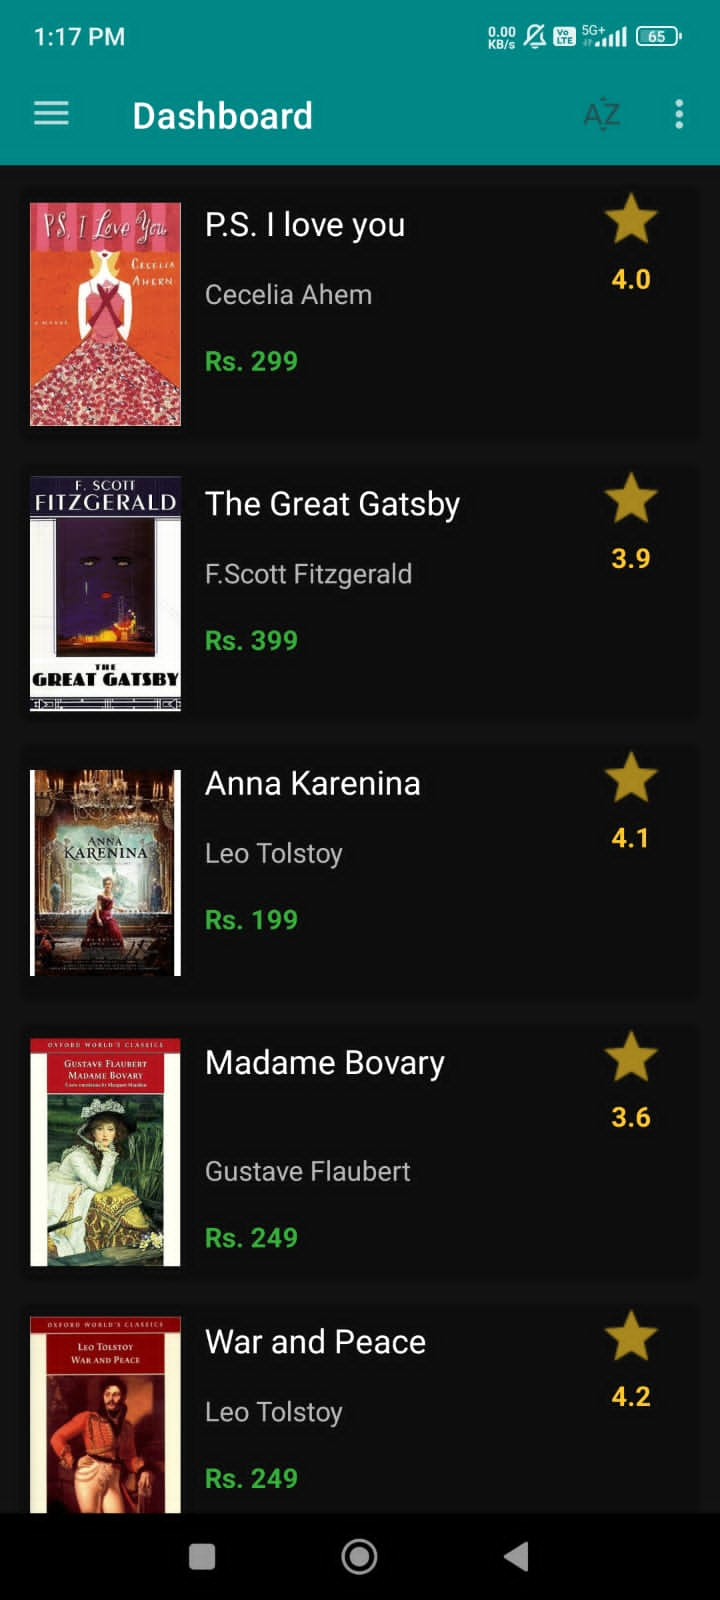 1:17 PM
0.00
KB/s
Vo
LTE
5G+
65
Dashboard
AZ
P.S. I Love You
CECELIA
AHERN
A NOVEL
P.S. I love you
Cecelia Ahem
Rs. 299
4.0
F. SCOTT
FITZGERALD
THE
GREAT GATSBY
The Great Gatsby
F.Scott Fitzgerald
Rs. 399
3.9
ANNA
KARENINA
Anna Karenina
Leo Tolstoy
Rs. 199
4.1
OXFORD WORLD'S CLASSICS
GUSTAVE FLAUBERT
MADAME BOVARY
Madame Bovary
Gustave Flaubert
Rs. 249
3.6
OXFORD WORLD'S CLASSICS
LEO TOLSTOY
WAR AND PEACE
War and Peace
Leo Tolstoy
Rs. 249
4.2